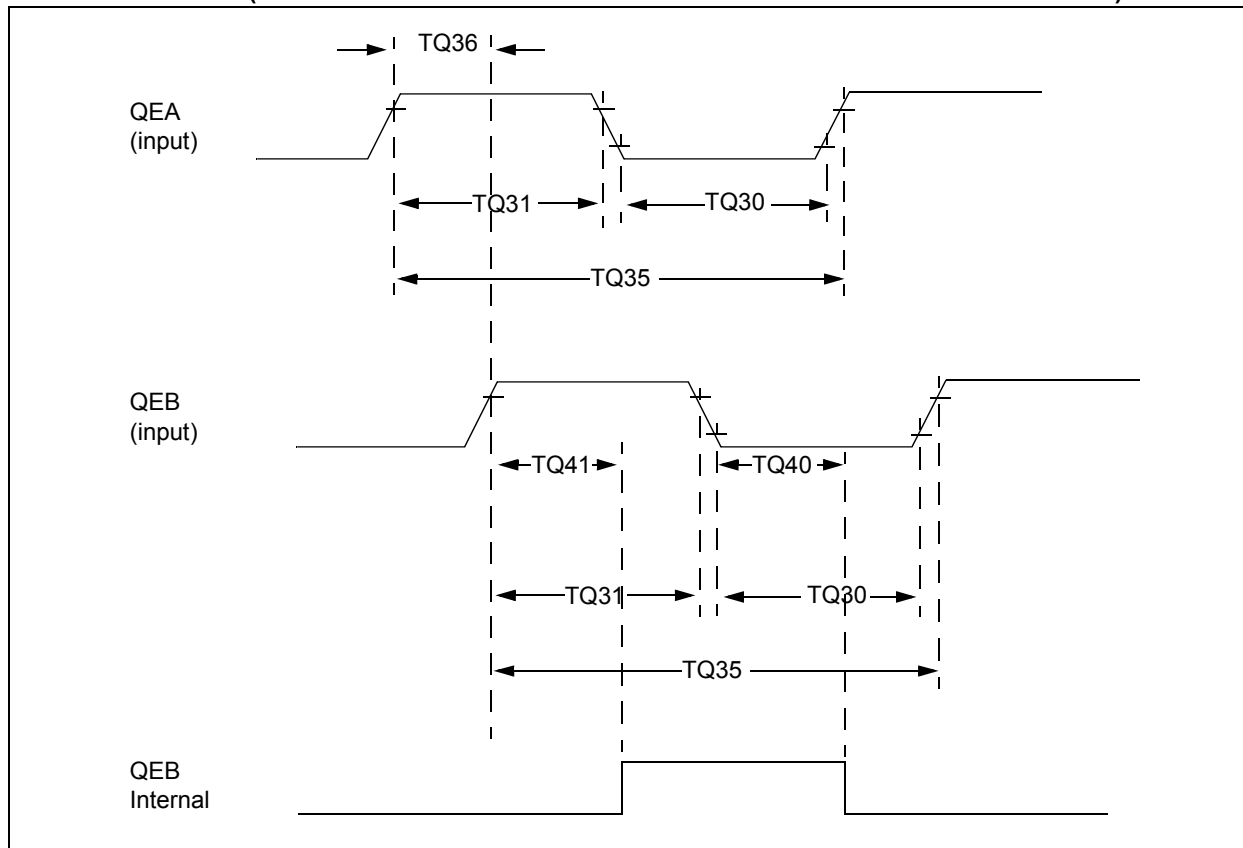 TQ36
QEA
(input)
TQ31
TQ30
TQ35
QEB
(input)
TQ41
TQ40
TQ31
TQ30
TQ35
QEB
Internal